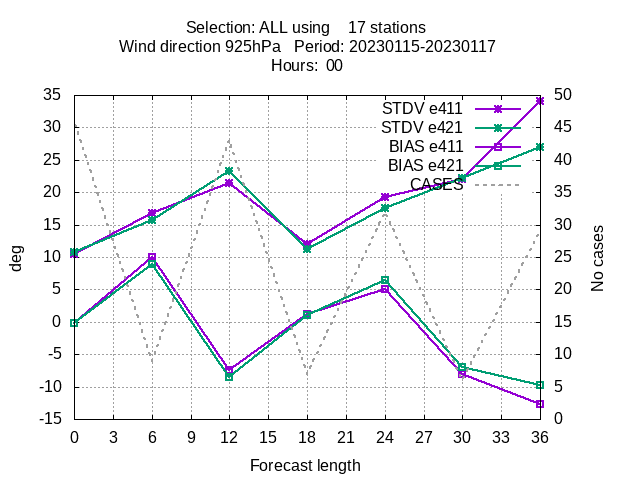 Selection: ALL using 17 stations
Wind direction 925hPa Period: 20230115-20230117
Hours: 00
35 50
30 45
25 40
20 35
15 30
10 25
5 20
0 15
-5 10
-10 5
-15 0
STDV e411
STDV e421
BIAS e411
BIAS e421
CASES
deg
No cases
0 3 6 9 12 15 18 21 24 27 30 33 36
Forecast length